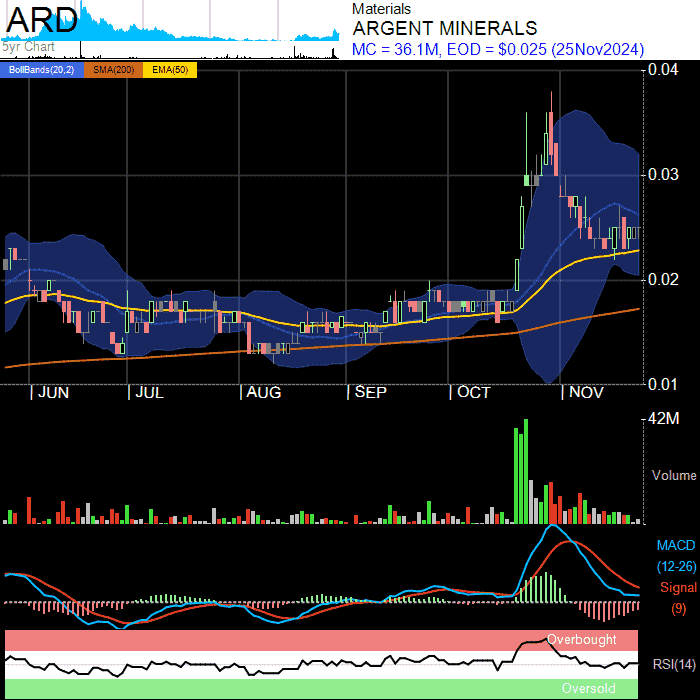 ARD
5yr Chart
Materials
ARGENT MINERALS
MC = 36.1M, EOD = $0.025 (25Nov2024)
BollBands(20,2) SMA(200) EMA(50)
0.04
0.03
0.02
0.01
JUN JUL AUG SEP OCT NOV
42M
Volume
MACD
(12-26)
Signal
(9)
Overbought
RSI(14)
Oversold